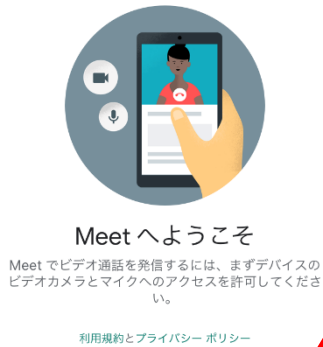 Meet へようこそ
Meet でビデオ通話を発信するには、まずデバイスの
ビデオカメラとマイクへのアクセスを許可してくださ
い。
利用規約とプライバシー ポリシー